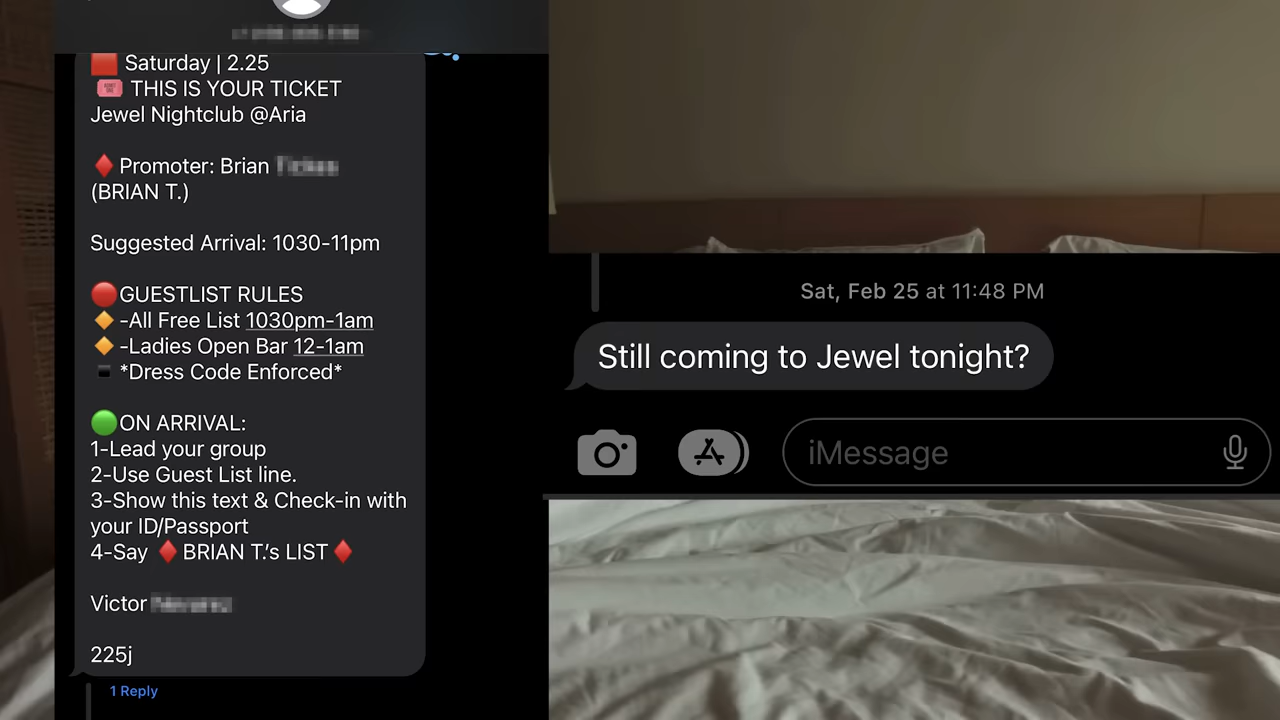 Saturday | 2.25
THIS IS YOUR TICKET
Jewel Nightclub @Aria
Promoter: Brian
(BRIAN T.)
Suggested Arrival: 1030-11pm
GUESTLIST RULES
-All Free List 1030pm-1am
-Ladies Open Bar 12-1am
*Dress Code Enforced*
ON ARRIVAL:
1-Lead your group
2-Use Guest List line.
3-Show this text & Check-in with
your ID/Passport
4-Say BRIAN T.'s LIST
Victor
225j
1 Reply
Sat, Feb 25 at 11:48 PM
Still coming to Jewel tonight?
iMessage